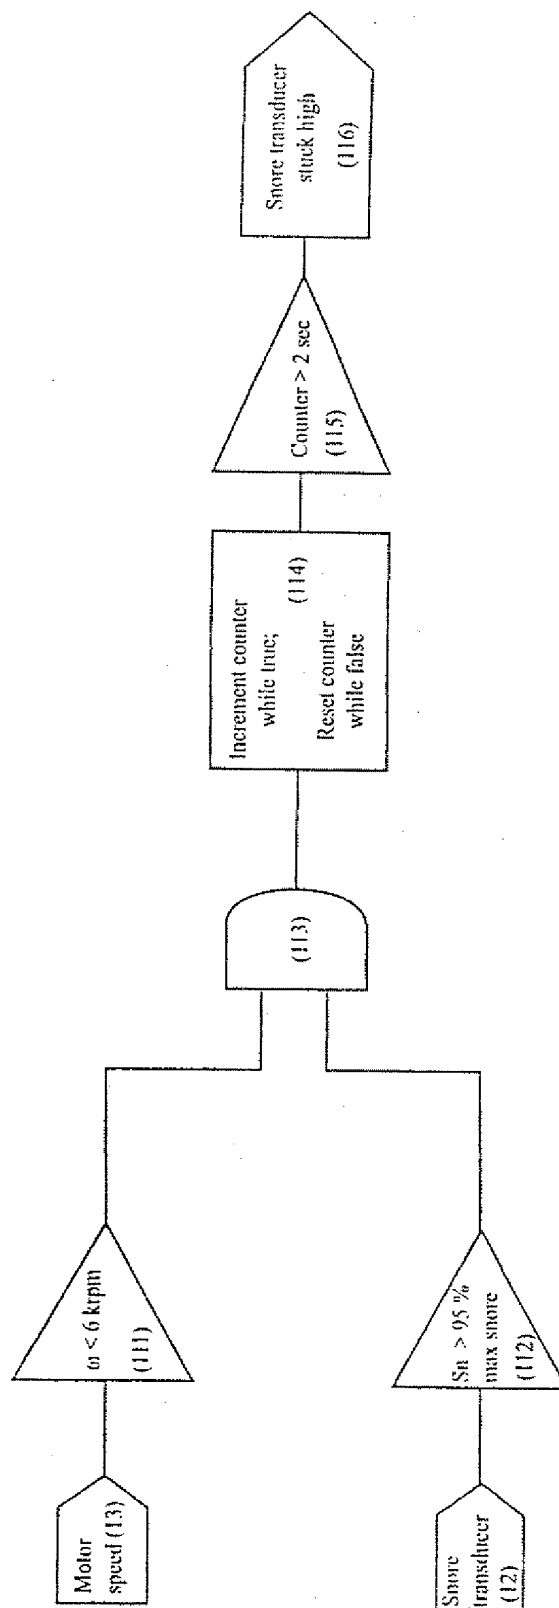 Motor
speed (13)
ω < 6 krpm
(111)
Snore
transducer
(12)
Sn > 95 %
max snore
(112)
(113)
Increment counter
while true;
(114)
Reset counter
while false
Counter > 2 sec
(115)
Snore transducer
stuck high
(116)